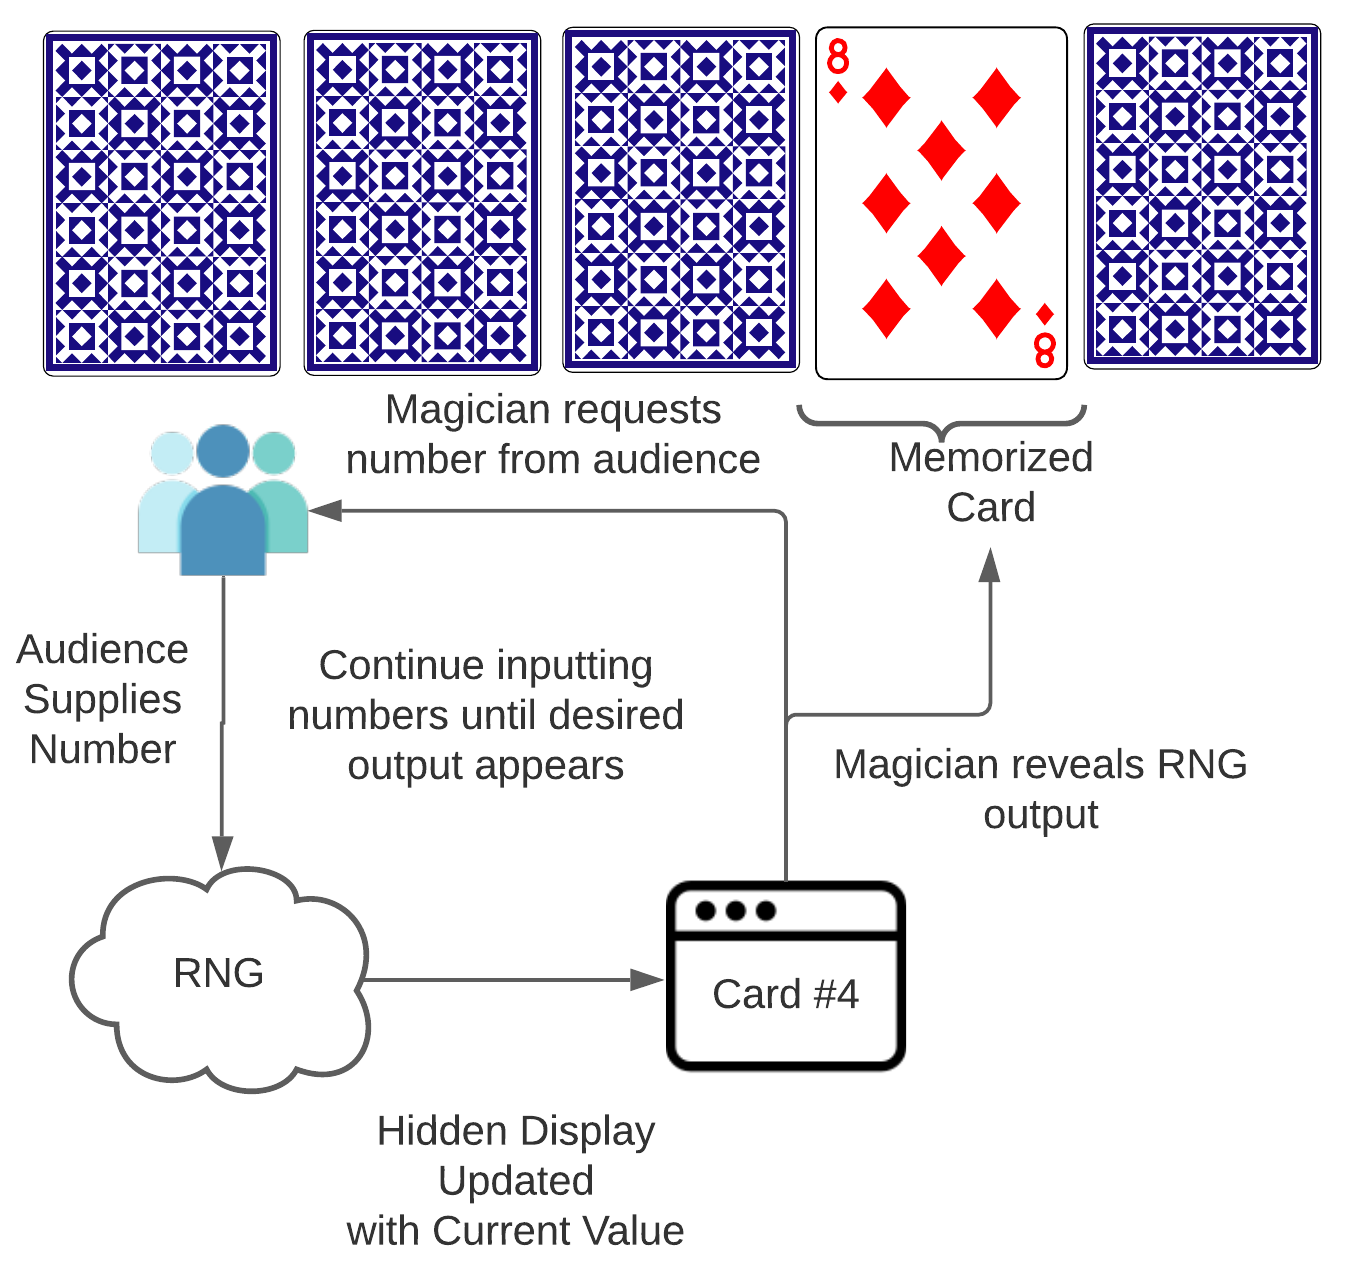 8
8
Magician requests
number from audience
Memorized
Card
Audience
Supplies
Number
Continue inputting
numbers until desired
output appears
Magician reveals RNG
output
RNG
Card #4
Hidden Display
Updated
with Current Value